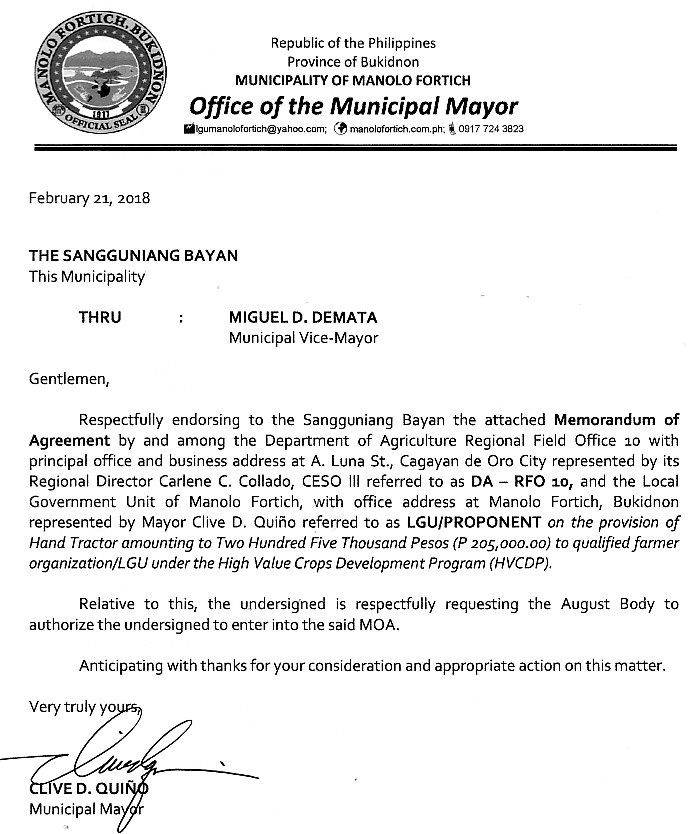 MANOLO FORTICH, BUKIDNON
1917
OFFICIAL SEAL
Republic of the Philippines
Province of Bukidnon
MUNICIPALITY OF MANOLO FORTICH
Office of the Municipal Mayor
lgumanolofortich@yahoo.com; manolofortich.com.ph; 0917 724 3823
February 21, 2018
THE SANGGUNIANG BAYAN
This Municipality
THRU : MIGUEL D. DEMATA
Municipal Vice-Mayor
Gentlemen,
Respectfully endorsing to the Sangguniang Bayan the attached Memorandum of
Agreement by and among the Department of Agriculture Regional Field Office 10 with
principal office and business address at A. Luna St., Cagayan de Oro City represented by its
Regional Director Carlene C. Collado, CESO III referred to as DA – RFO 10, and the Local
Government Unit of Manolo Fortich, with office address at Manolo Fortich, Bukidnon
represented by Mayor Clive D. Quiño referred to as LGU/PROPONENT on the provision of
Hand Tractor amounting to Two Hundred Five Thousand Pesos (P 205,000.00) to qualified farmer
organization/LGU under the High Value Crops Development Program (HVCDP).
Relative to this, the undersigned is respectfully requesting the August Body to
authorize the undersigned to enter into the said MOA.
Anticipating with thanks for your consideration and appropriate action on this matter.
Very truly yours,
CLIVE D. QUIÑO
Municipal Mayor